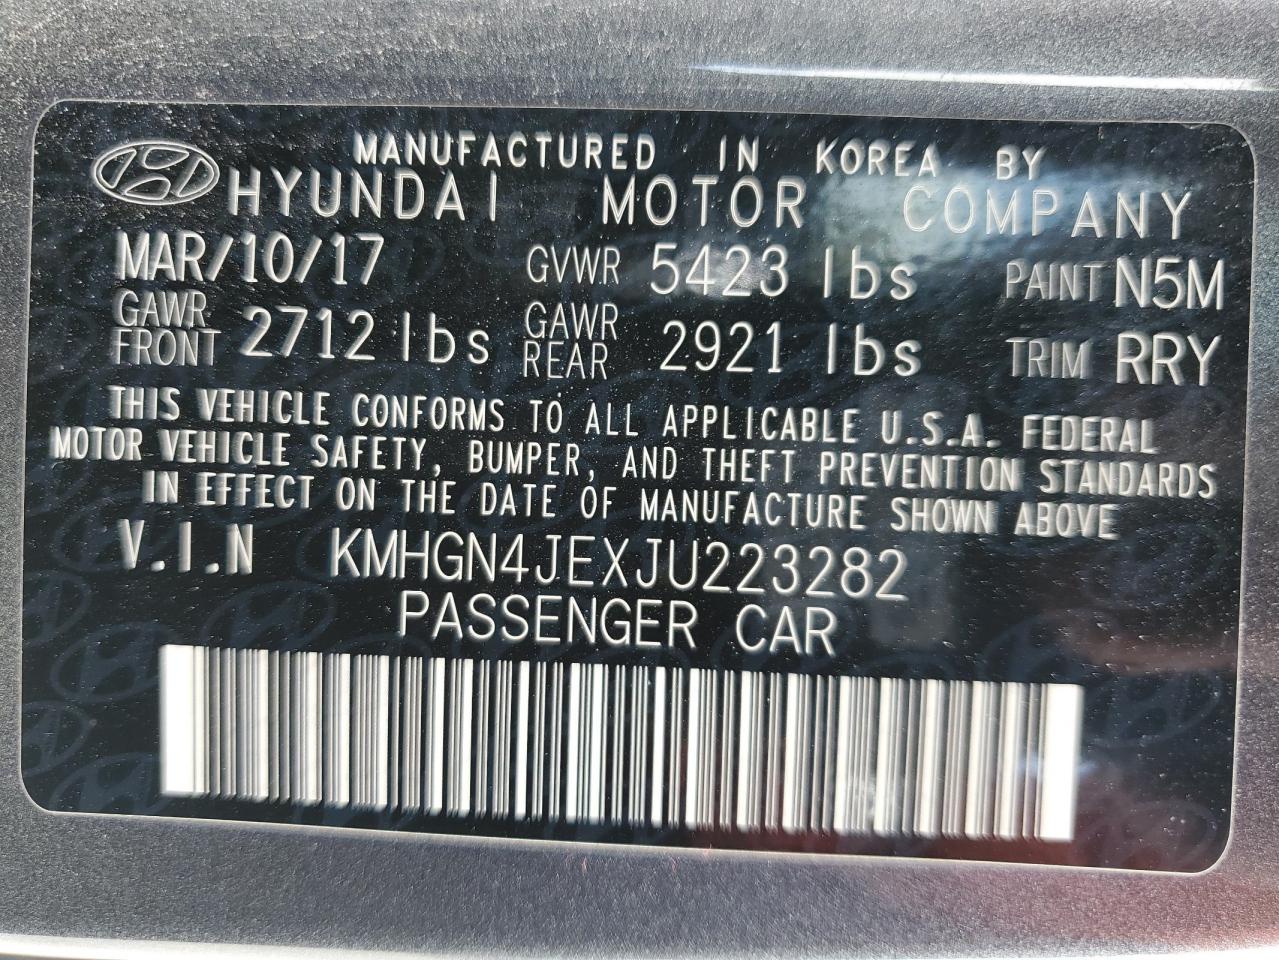 MANUFACTURED IN KOREA BY
HYUNDAI MOTOR COMPANY
MAR/10/17 GVWR 5423 lbs PAINT N5M
GAWR FRONT 2712 lbs GAWR REAR 2921 lbs TRIM RRY
THIS VEHICLE CONFORMS TO ALL APPLICABLE U.S.A. FEDERAL
MOTOR VEHICLE SAFETY, BUMPER, AND THEFT PREVENTION STANDARDS
IN EFFECT ON THE DATE OF MANUFACTURE SHOWN ABOVE
V.I.N KMHGN4JEXJU223282
PASSENGER CAR